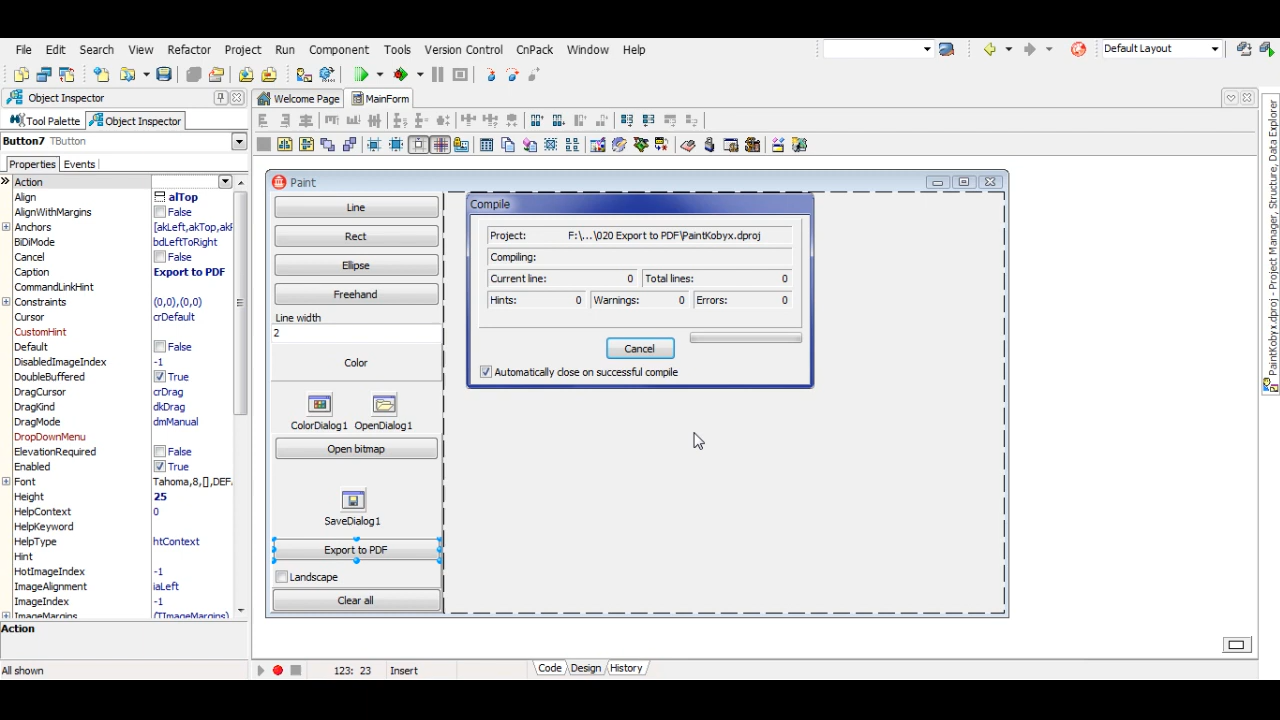 File Edit Search View Refactor Project Run Component Tools Version Control CnPack Window Help
Default Layout
Object Inspector
Welcome Page MainForm
Tool Palette Object Inspector
Button7 TButton
Properties Events
Action
Align alTop
AlignWithMargins False
Anchors [akLeft,akTop,akR
BiDiMode bdLeftToRight
Cancel False
Caption Export to PDF
CommandLinkHint
Constraints (0,0),(0,0)
Cursor crDefault
CustomHint
Default False
DisabledImageIndex -1
DoubleBuffered True
DragCursor crDrag
DragKind dkDrag
DragMode dmManual
DropDownMenu
ElevationRequired False
Enabled True
Font Tahoma,8,[],DEF
Height 25
HelpContext 0
HelpKeyword
HelpType htContext
Hint
HotImageIndex -1
ImageAlignment iaLeft
ImageIndex -1
ImageMargins (TImageMargins)
Action
All shown
Paint
Line
Rect
Ellipse
Freehand
Line width
2
Color
ColorDialog1 OpenDialog1
Open bitmap
SaveDialog1
Export to PDF
Landscape
Clear all
Compile
Project: F:\...\020 Export to PDF\PaintKobyx.dproj
Compiling:
Current line: 0 Total lines: 0
Hints: 0 Warnings: 0 Errors: 0
Cancel
Automatically close on successful compile
123: 23 Insert
Code Design History
PaintKobyx.dproj - Project Manager, Structure, Data Explorer